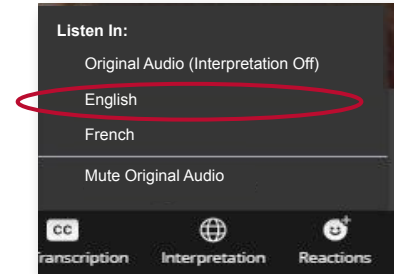 Listen In:
Original Audio (Interpretation Off)
English
French
Mute Original Audio
CC
ranscription Interpretation Reactions